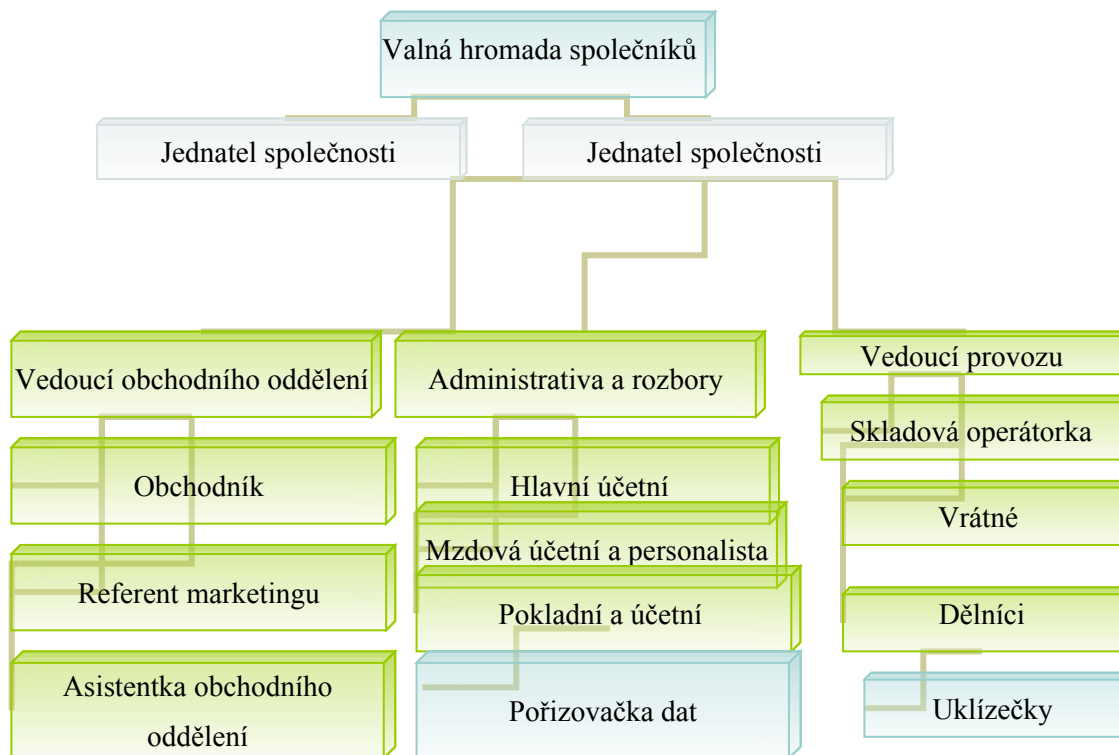 Valná hromada společníků
Jednatel společnosti
Jednatel společnosti
Vedoucí obchodního oddělení
Administrativa a rozbory
Vedoucí provozu
Obchodník
Hlavní účetní
Skladová operátorka
Referent marketingu
Mzdová účetní a personalista
Vrátné
Asistentka obchodního
oddělení
Pokladní a účetní
Dělníci
Pořizovačka dat
Uklízečky